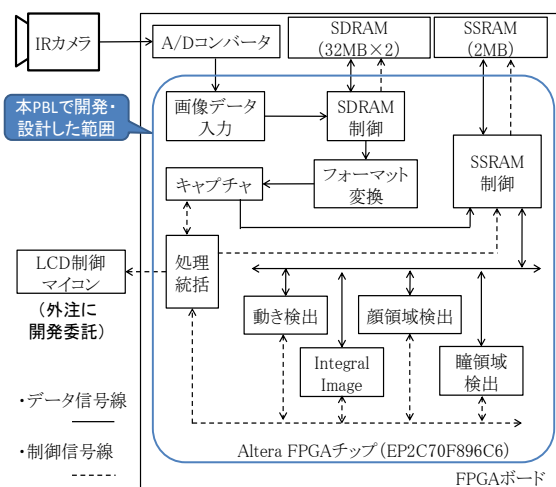 IRカメラ
A/Dコンバータ
SDRAM
(32MB×2)
SSRAM
(2MB)
本PBLで開発・
設計した範囲
画像データ
入力
SDRAM
制御
SSRAM
制御
キャプチャ
フォーマット
変換
LCD制御
マイコン
(外注に
開発委託)
処理
統括
動き検出
顔領域検出
Integral
Image
瞳領域
検出
・データ信号線
・制御信号線
Altera FPGAチップ(EP2C70F896C6)
FPGAボード